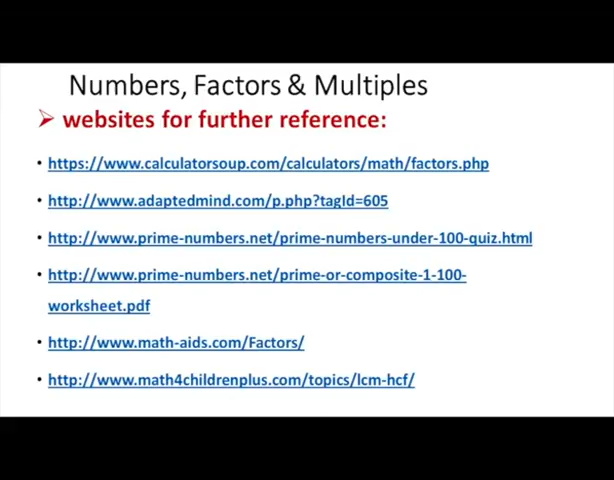 Numbers, Factors & Multiples
➢ websites for further reference:
• https://www.calculatorsoup.com/calculators/math/factors.php
• http://www.adaptedmind.com/p.php?tagId=605
• http://www.prime-numbers.net/prime-numbers-under-100-quiz.html
• http://www.prime-numbers.net/prime-or-composite-1-100-
worksheet.pdf
• http://www.math-aids.com/Factors/
• http://www.math4childrenplus.com/topics/lcm-hcf/